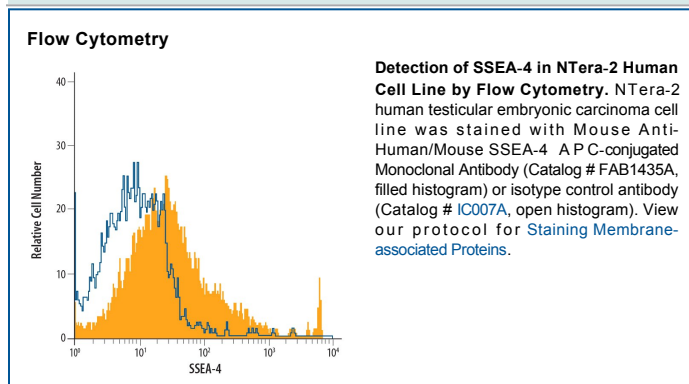 Flow Cytometry
40
30
20
10
0
Relative Cell Number
10⁰ 10¹ 10² 10³ 10⁴
SSEA-4
Detection of SSEA-4 in NTera-2 Human
Cell Line by Flow Cytometry. NTera-2
human testicular embryonic carcinoma cell
line was stained with Mouse Anti-
Human/Mouse SSEA-4 APC-conjugated
Monoclonal Antibody (Catalog # FAB1435A,
filled histogram) or isotype control antibody
(Catalog # IC007A, open histogram). View
our protocol for Staining Membrane-
associated Proteins.